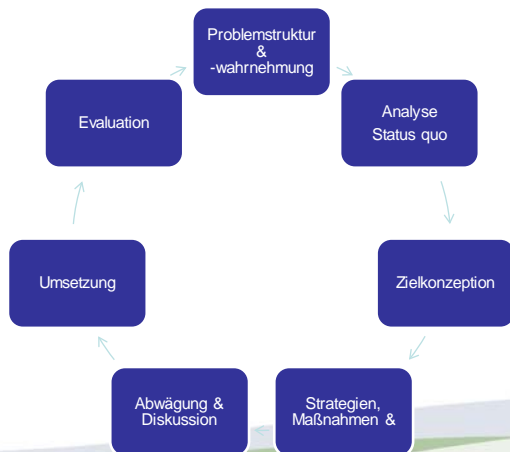 Problemstruktur
&
-wahrnehmung
Analyse
Status quo
Zielkonzeption
Strategien,
Maßnahmen &
Abwägung &
Diskussion
Umsetzung
Evaluation